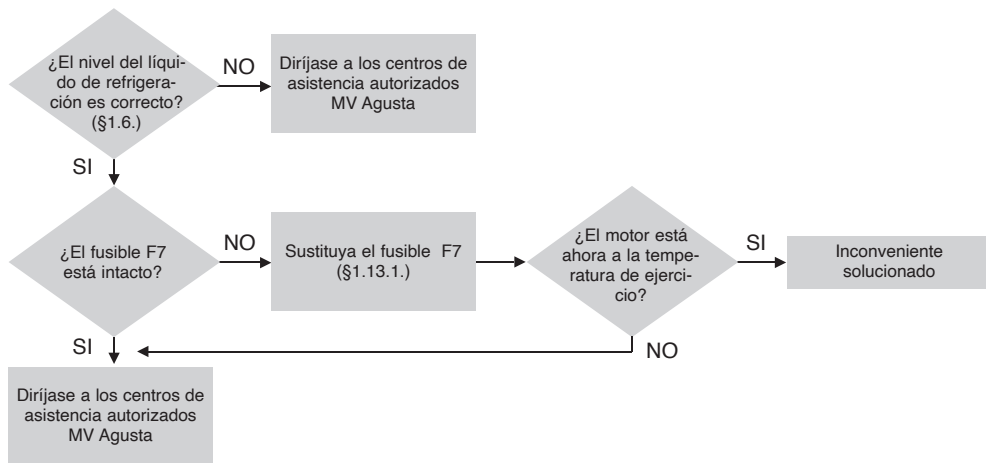 ¿El nivel del líqui-
do de refrigera-
ción es correcto?
(§1.6.)
NO
Diríjase a los centros de
asistencia autorizados
MV Agusta
SI
¿El fusible F7
está intacto?
NO
Sustituya el fusible F7
(§1.13.1.)
¿El motor está
ahora a la tempe-
ratura de ejerci-
cio?
SI
Inconveniente
solucionado
SI
NO
Diríjase a los centros de
asistencia autorizados
MV Agusta